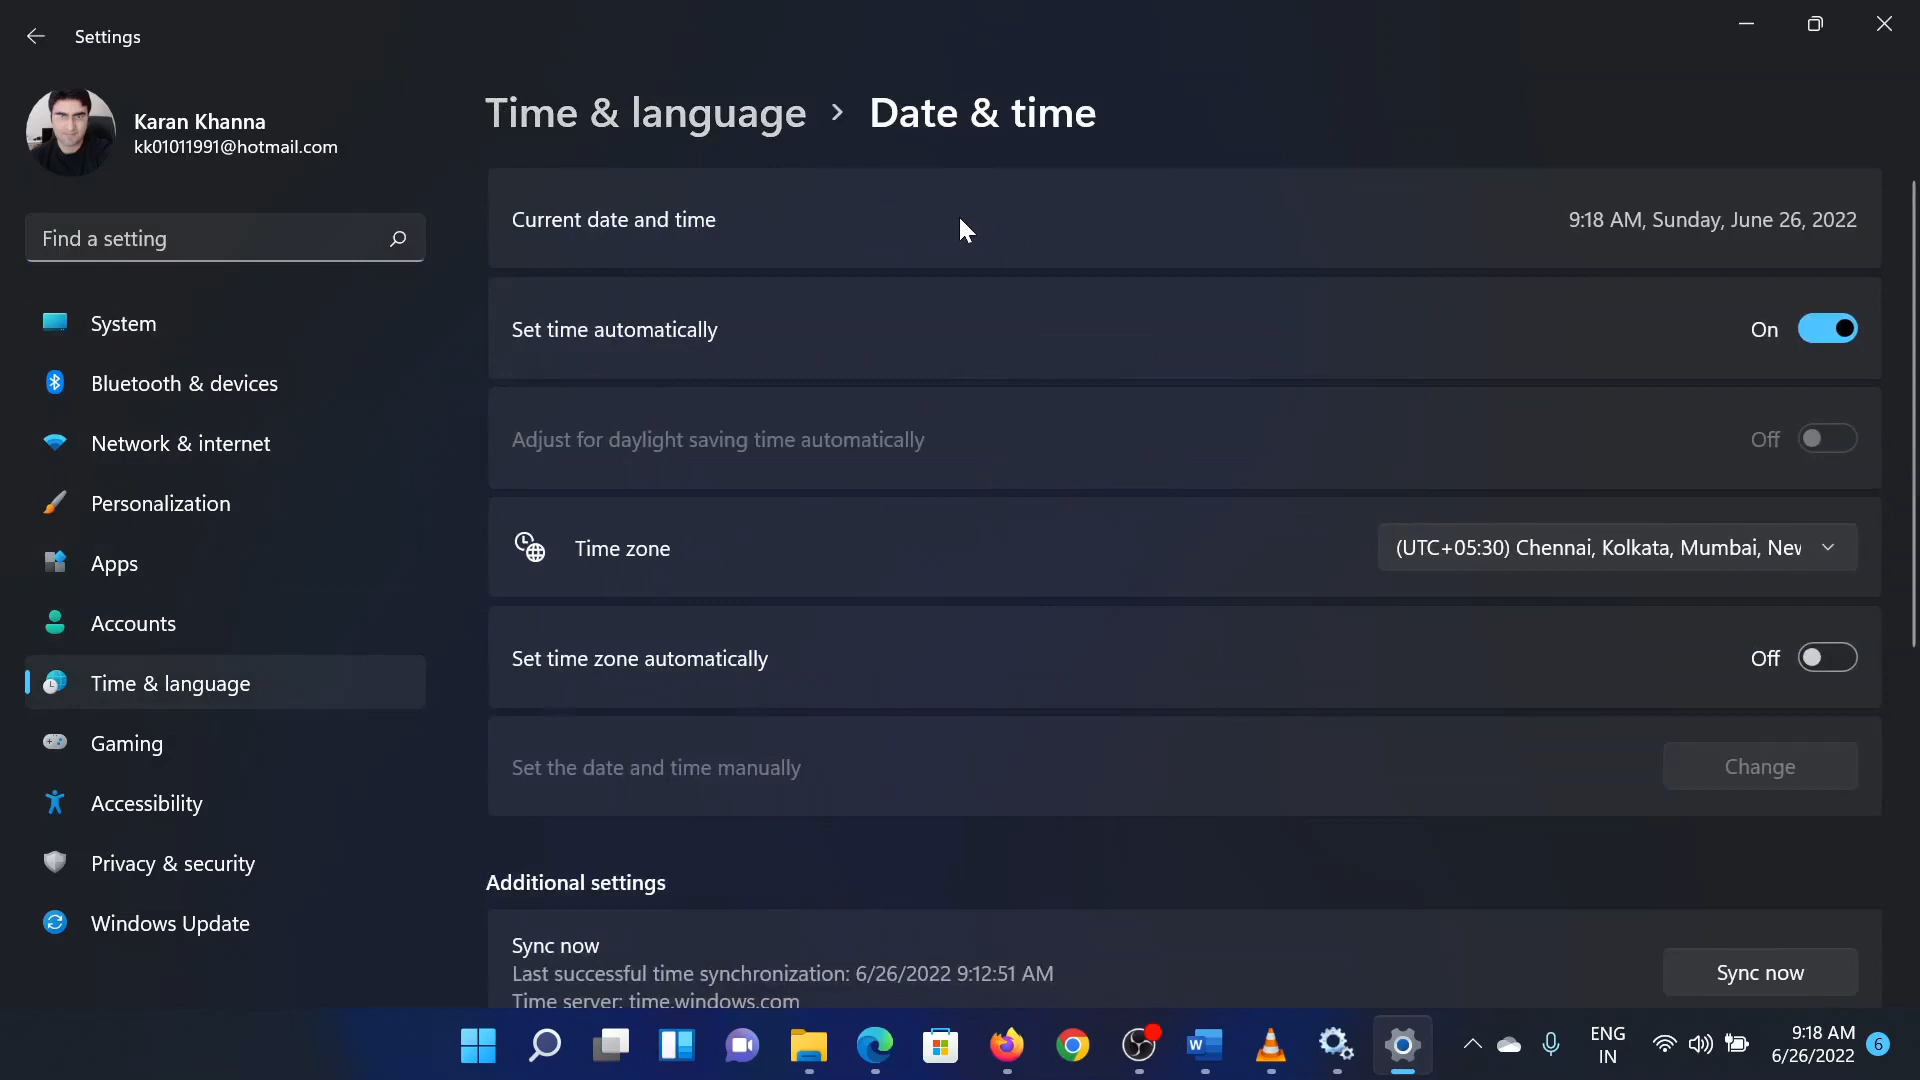 Settings
Karan Khanna
kk01011991@hotmail.com
Find a setting
System
Bluetooth & devices
Network & internet
Personalization
Apps
Accounts
Time & language
Gaming
Accessibility
Privacy & security
Windows Update
Time & language > Date & time
Current date and time
9:18 AM, Sunday, June 26, 2022
Set time automatically
On
Adjust for daylight saving time automatically
Off
Time zone
(UTC+05:30) Chennai, Kolkata, Mumbai, Nev
Set time zone automatically
Off
Set the date and time manually
Change
Additional settings
Sync now
Last successful time synchronization: 6/26/2022 9:12:51 AM
Time server: time.windows.com
Sync now
W
ENG
IN
9:18 AM
6/26/2022
6